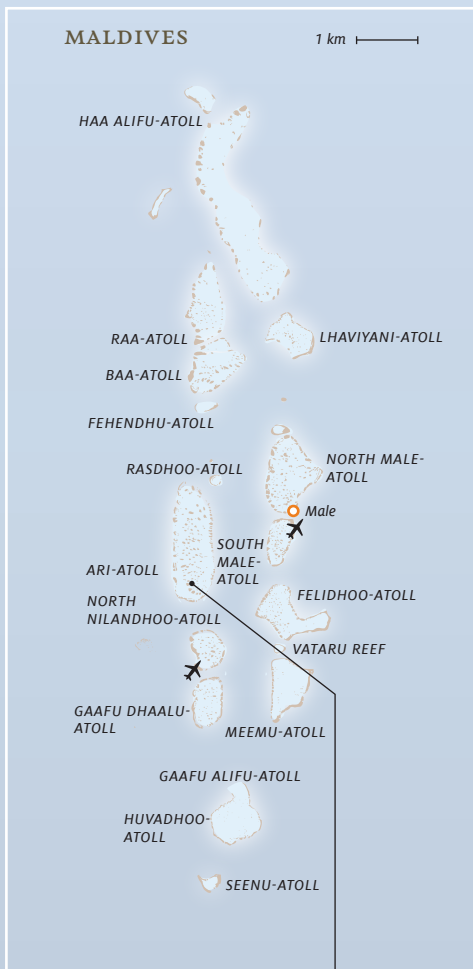 MALDIVES
1 km
HAA ALIFU-ATOLL
RAA-ATOLL
LHAVIYANI-ATOLL
BAA-ATOLL
FEHENDHU-ATOLL
RASDHOO-ATOLL
NORTH MALE-
ATOLL
Male
SOUTH
MALE-
ATOLL
ARI-ATOLL
NORTH
NILANDHOO-ATOLL
FELIDHOO-ATOLL
VATARU REEF
GAAFU DHAALU-
ATOLL
MEEMU-ATOLL
GAAFU ALIFU-ATOLL
HUVADHOO-
ATOLL
SEENU-ATOLL